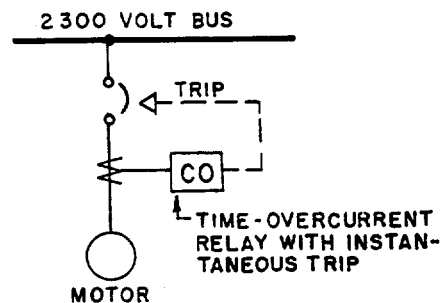 2300 VOLT BUS
TRIP
CO
TIME-OVERCURRENT
RELAY WITH INSTAN-
TANEOUS TRIP
MOTOR